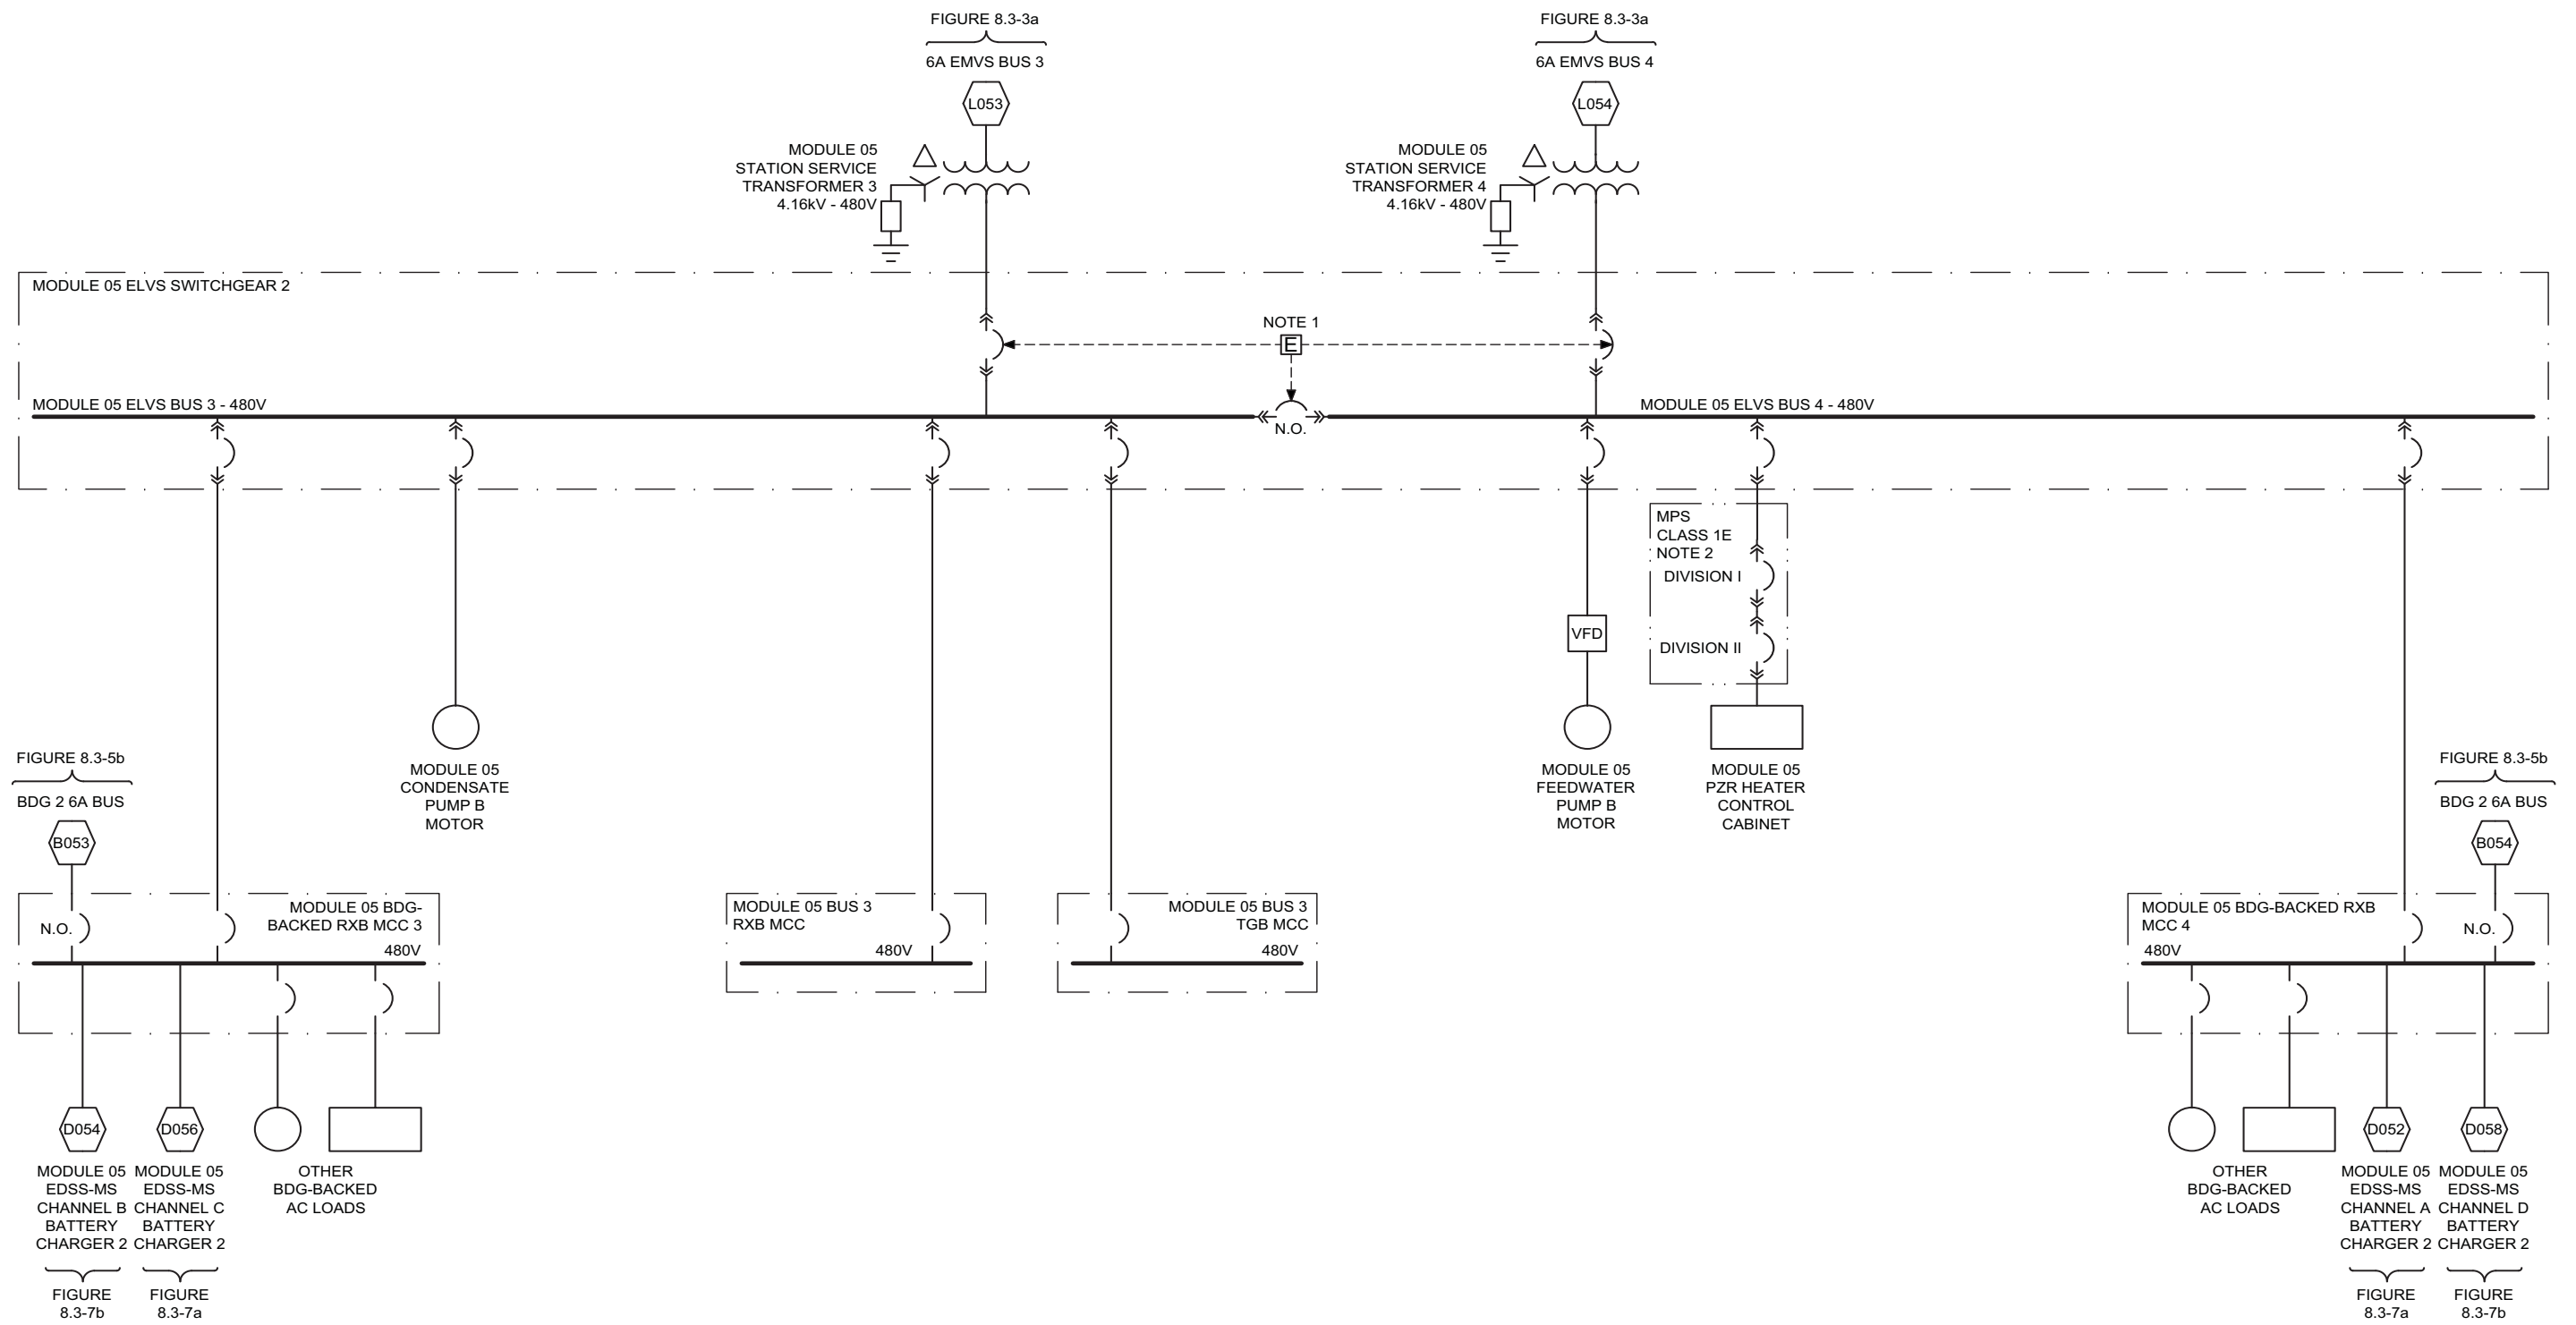 FIGURE 8.3-3a
6A EMVS BUS 3
L053
MODULE 05
STATION SERVICE
TRANSFORMER 3
4.16kV - 480V
FIGURE 8.3-3a
6A EMVS BUS 4
L054
MODULE 05
STATION SERVICE
TRANSFORMER 4
4.16kV - 480V
MODULE 05 ELVS SWITCHGEAR 2
NOTE 1
E
MODULE 05 ELVS BUS 3 - 480V
N.O.
MODULE 05 ELVS BUS 4 - 480V
MPS
CLASS 1E
NOTE 2
DIVISION I
DIVISION II
VFD
MODULE 05
CONDENSATE
PUMP B
MOTOR
MODULE 05
FEEDWATER
PUMP B
MOTOR
MODULE 05
PZR HEATER
CONTROL
CABINET
FIGURE 8.3-5b
BDG 2 6A BUS
B053
N.O.
MODULE 05 BDG-
BACKED RXB MCC 3
480V
MODULE 05 BUS 3
RXB MCC
480V
MODULE 05 BUS 3
TGB MCC
480V
FIGURE 8.3-5b
BDG 2 6A BUS
B054
MODULE 05 BDG-BACKED RXB
MCC 4
480V
N.O.
D054
MODULE 05
EDSS-MS
CHANNEL B
BATTERY
CHARGER 2
FIGURE
8.3-7b
D056
MODULE 05
EDSS-MS
CHANNEL C
BATTERY
CHARGER 2
FIGURE
8.3-7a
OTHER
BDG-BACKED
AC LOADS
OTHER
BDG-BACKED
AC LOADS
D052
MODULE 05
EDSS-MS
CHANNEL A
BATTERY
CHARGER 2
FIGURE
8.3-7a
D058
MODULE 05
EDSS-MS
CHANNEL D
BATTERY
CHARGER 2
FIGURE
8.3-7b